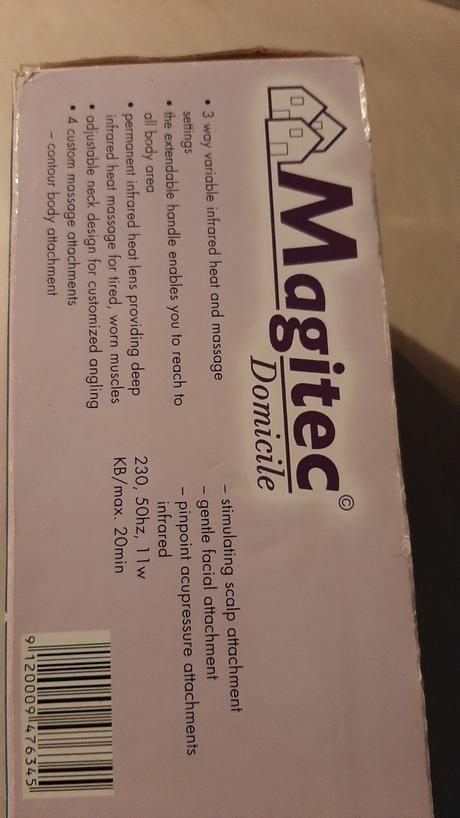 Magitec©
Domicile
• 3 way variable infrared heat and massage
settings
• the extendable handle enables you to reach to
all body area
• permanent infrared heat lens providing deep
infrared heat massage for tired, worn muscles
• adjustable neck design for customized angling
• 4 custom massage attachments
– contour body attachment
– stimulating scalp attachment
– gentle facial attachment
– pinpoint acupressure attachments
infrared
230, 50hz, 11w
KB/max. 20min
9 120009 476345